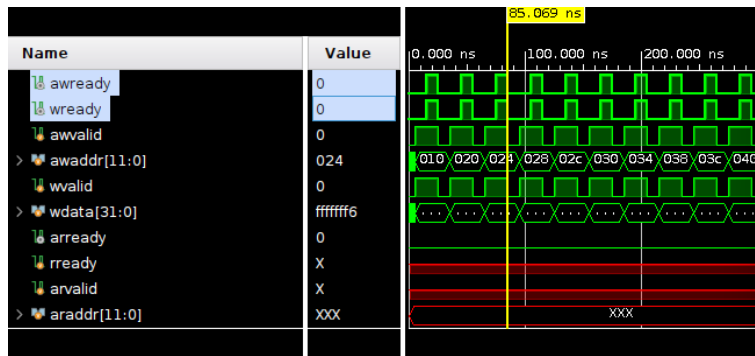 85.069 ns
Name Value
0.000 ns 100.000 ns 200.000 ns
awready 0
wready 0
awvalid 0
awaddr[11:0] 024 010 020 024 028 02c 030 034 038 03c 040
wvalid 0
wdata[31:0] fffffff6 ... ... ... ... ... ... ... ... ...
arready 0
rready X
arvalid X
araddr[11:0] XXX XXX